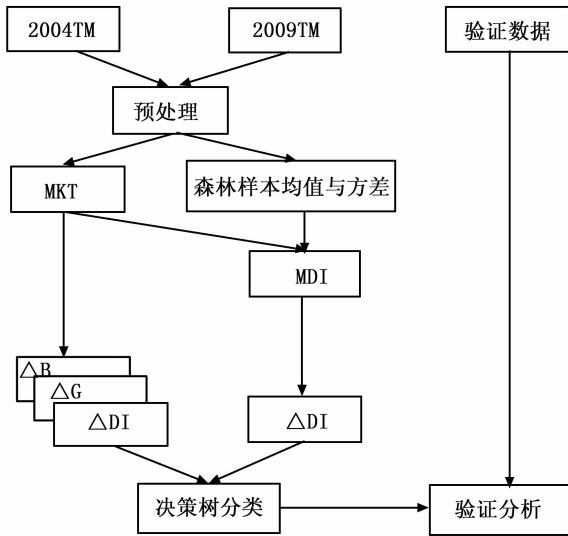 2004TM
2009TM
验证数据
预处理
MKT
森林样本均值与方差
MDI
△B
△G
△DI
△DI
决策树分类
验证分析